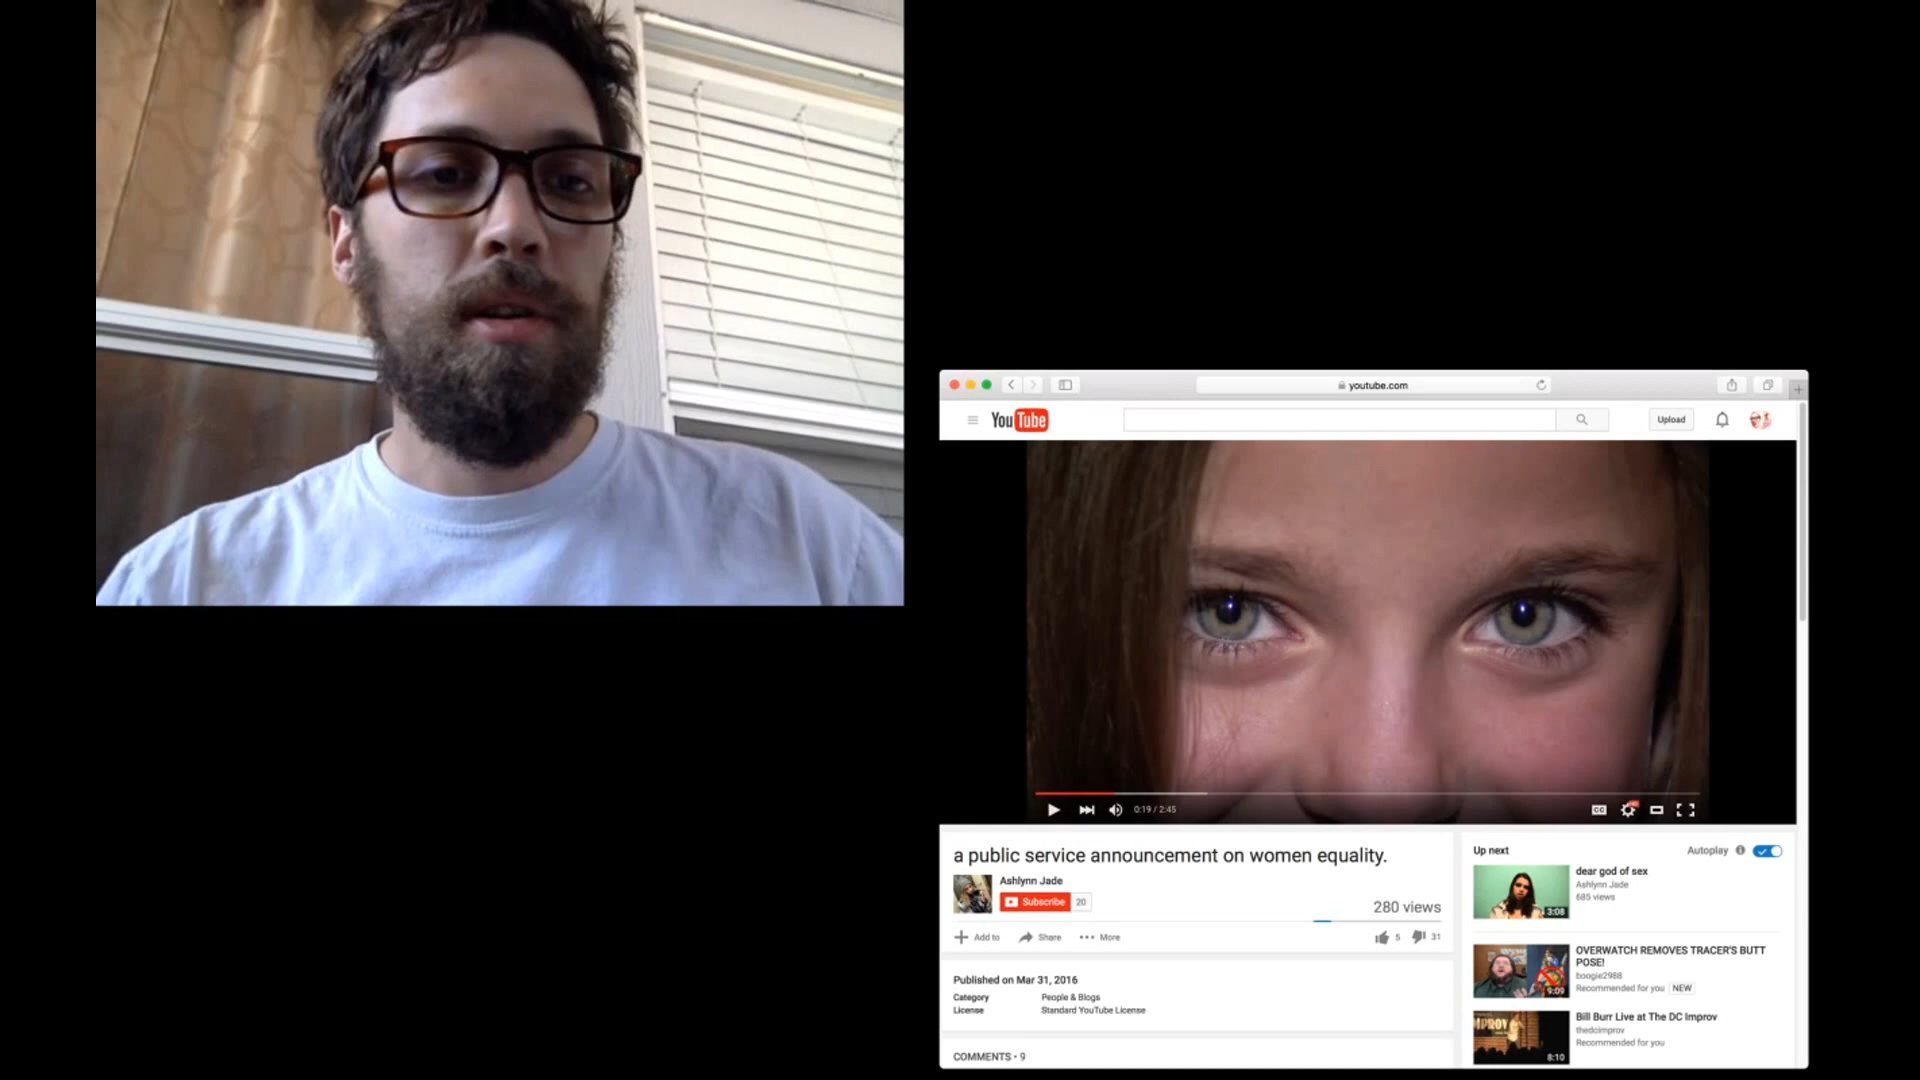 youtube.com
YouTube
Upload
0:19 / 2:45
CC
HD
a public service announcement on women equality.
Ashlynn Jade
Subscribe 20
280 views
Add to Share More
5 31
Published on Mar 31, 2016
Category People & Blogs
License Standard YouTube License
COMMENTS • 9
Up next
Autoplay
3:08
dear god of sex
Ashlynn Jade
685 views
9:09
OVERWATCH REMOVES TRACER'S BUTT
POSE!
boogie2988
Recommended for you NEW
IMPROV
8:10
Bill Burr Live at The DC Improv
thedcimprov
Recommended for you